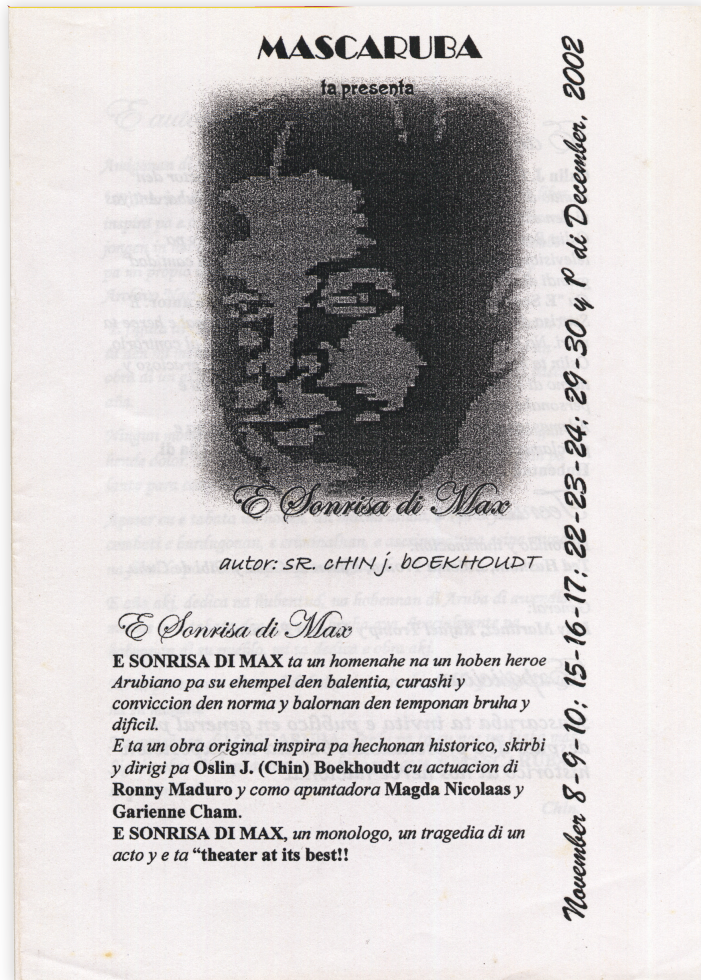 MASCARUBA
ta presenta
E Sonrisa di Max
autor: SR. CHIN j. bOEKHOUDT
E Sonrisa di Max
E SONRISA DI MAX ta un homenahe na un hoben heroe
Arubiano pa su ehempel den balentia, curashi y
conviccion den norma y balornan den temponan bruha y
dificil.
E ta un obra original inspira pa hechonan historico, skirbi
y dirigi pa Oslin J. (Chin) Boekhoudt cu actuacion di
Ronny Maduro y como apuntadora Magda Nicolaas y
Garienne Cham.
E SONRISA DI MAX, un monologo, un tragedia di un
acto y e ta “theater at its best!!
November 8-9-10; 15-16-17; 22-23-24; 29-30 y 1º di December, 2002